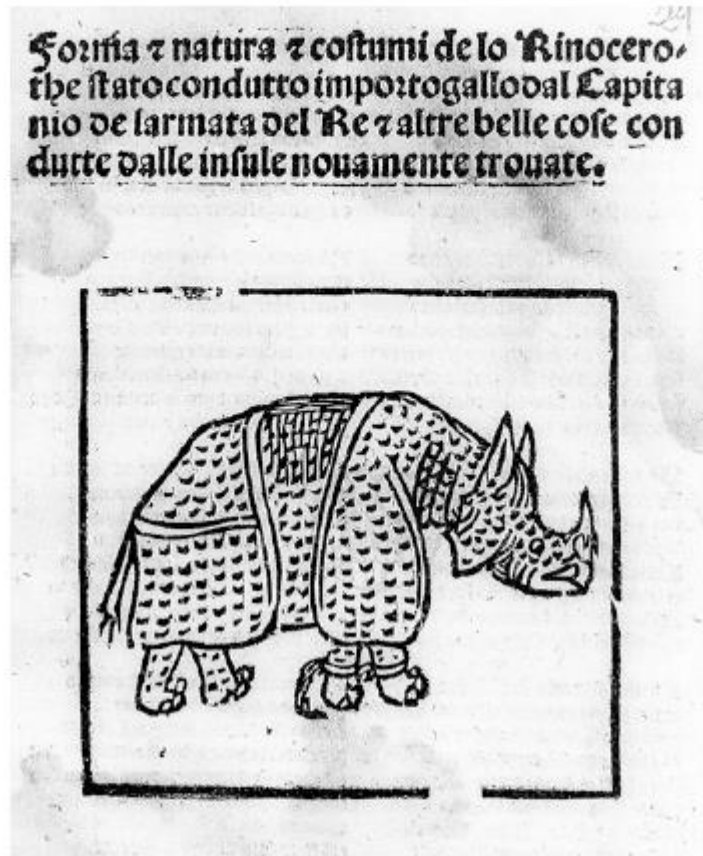 Forma ⁊ natura ⁊ costumi de lo Rinocero-
the stato condutto importogallo dal Capita
nio de larmata del Re ⁊ altre belle cose con
dutte dalle insule nouamente trouate.